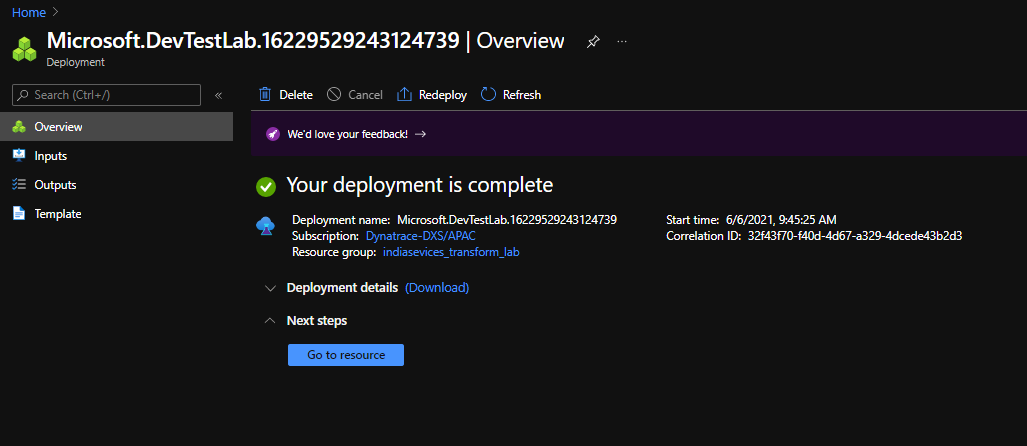 Home >
Microsoft.DevTestLab.16229529243124739 | Overview ...
Deployment
Search (Ctrl+/) «
Delete Cancel Redeploy Refresh
Overview
Inputs
Outputs
Template
We'd love your feedback! →
Your deployment is complete
Deployment name: Microsoft.DevTestLab.16229529243124739
Subscription: Dynatrace-DXS/APAC
Resource group: indiasevices_transform_lab
Start time: 6/6/2021, 9:45:25 AM
Correlation ID: 32f43f70-f40d-4d67-a329-4dcede43b2d3
Deployment details (Download)
Next steps
Go to resource